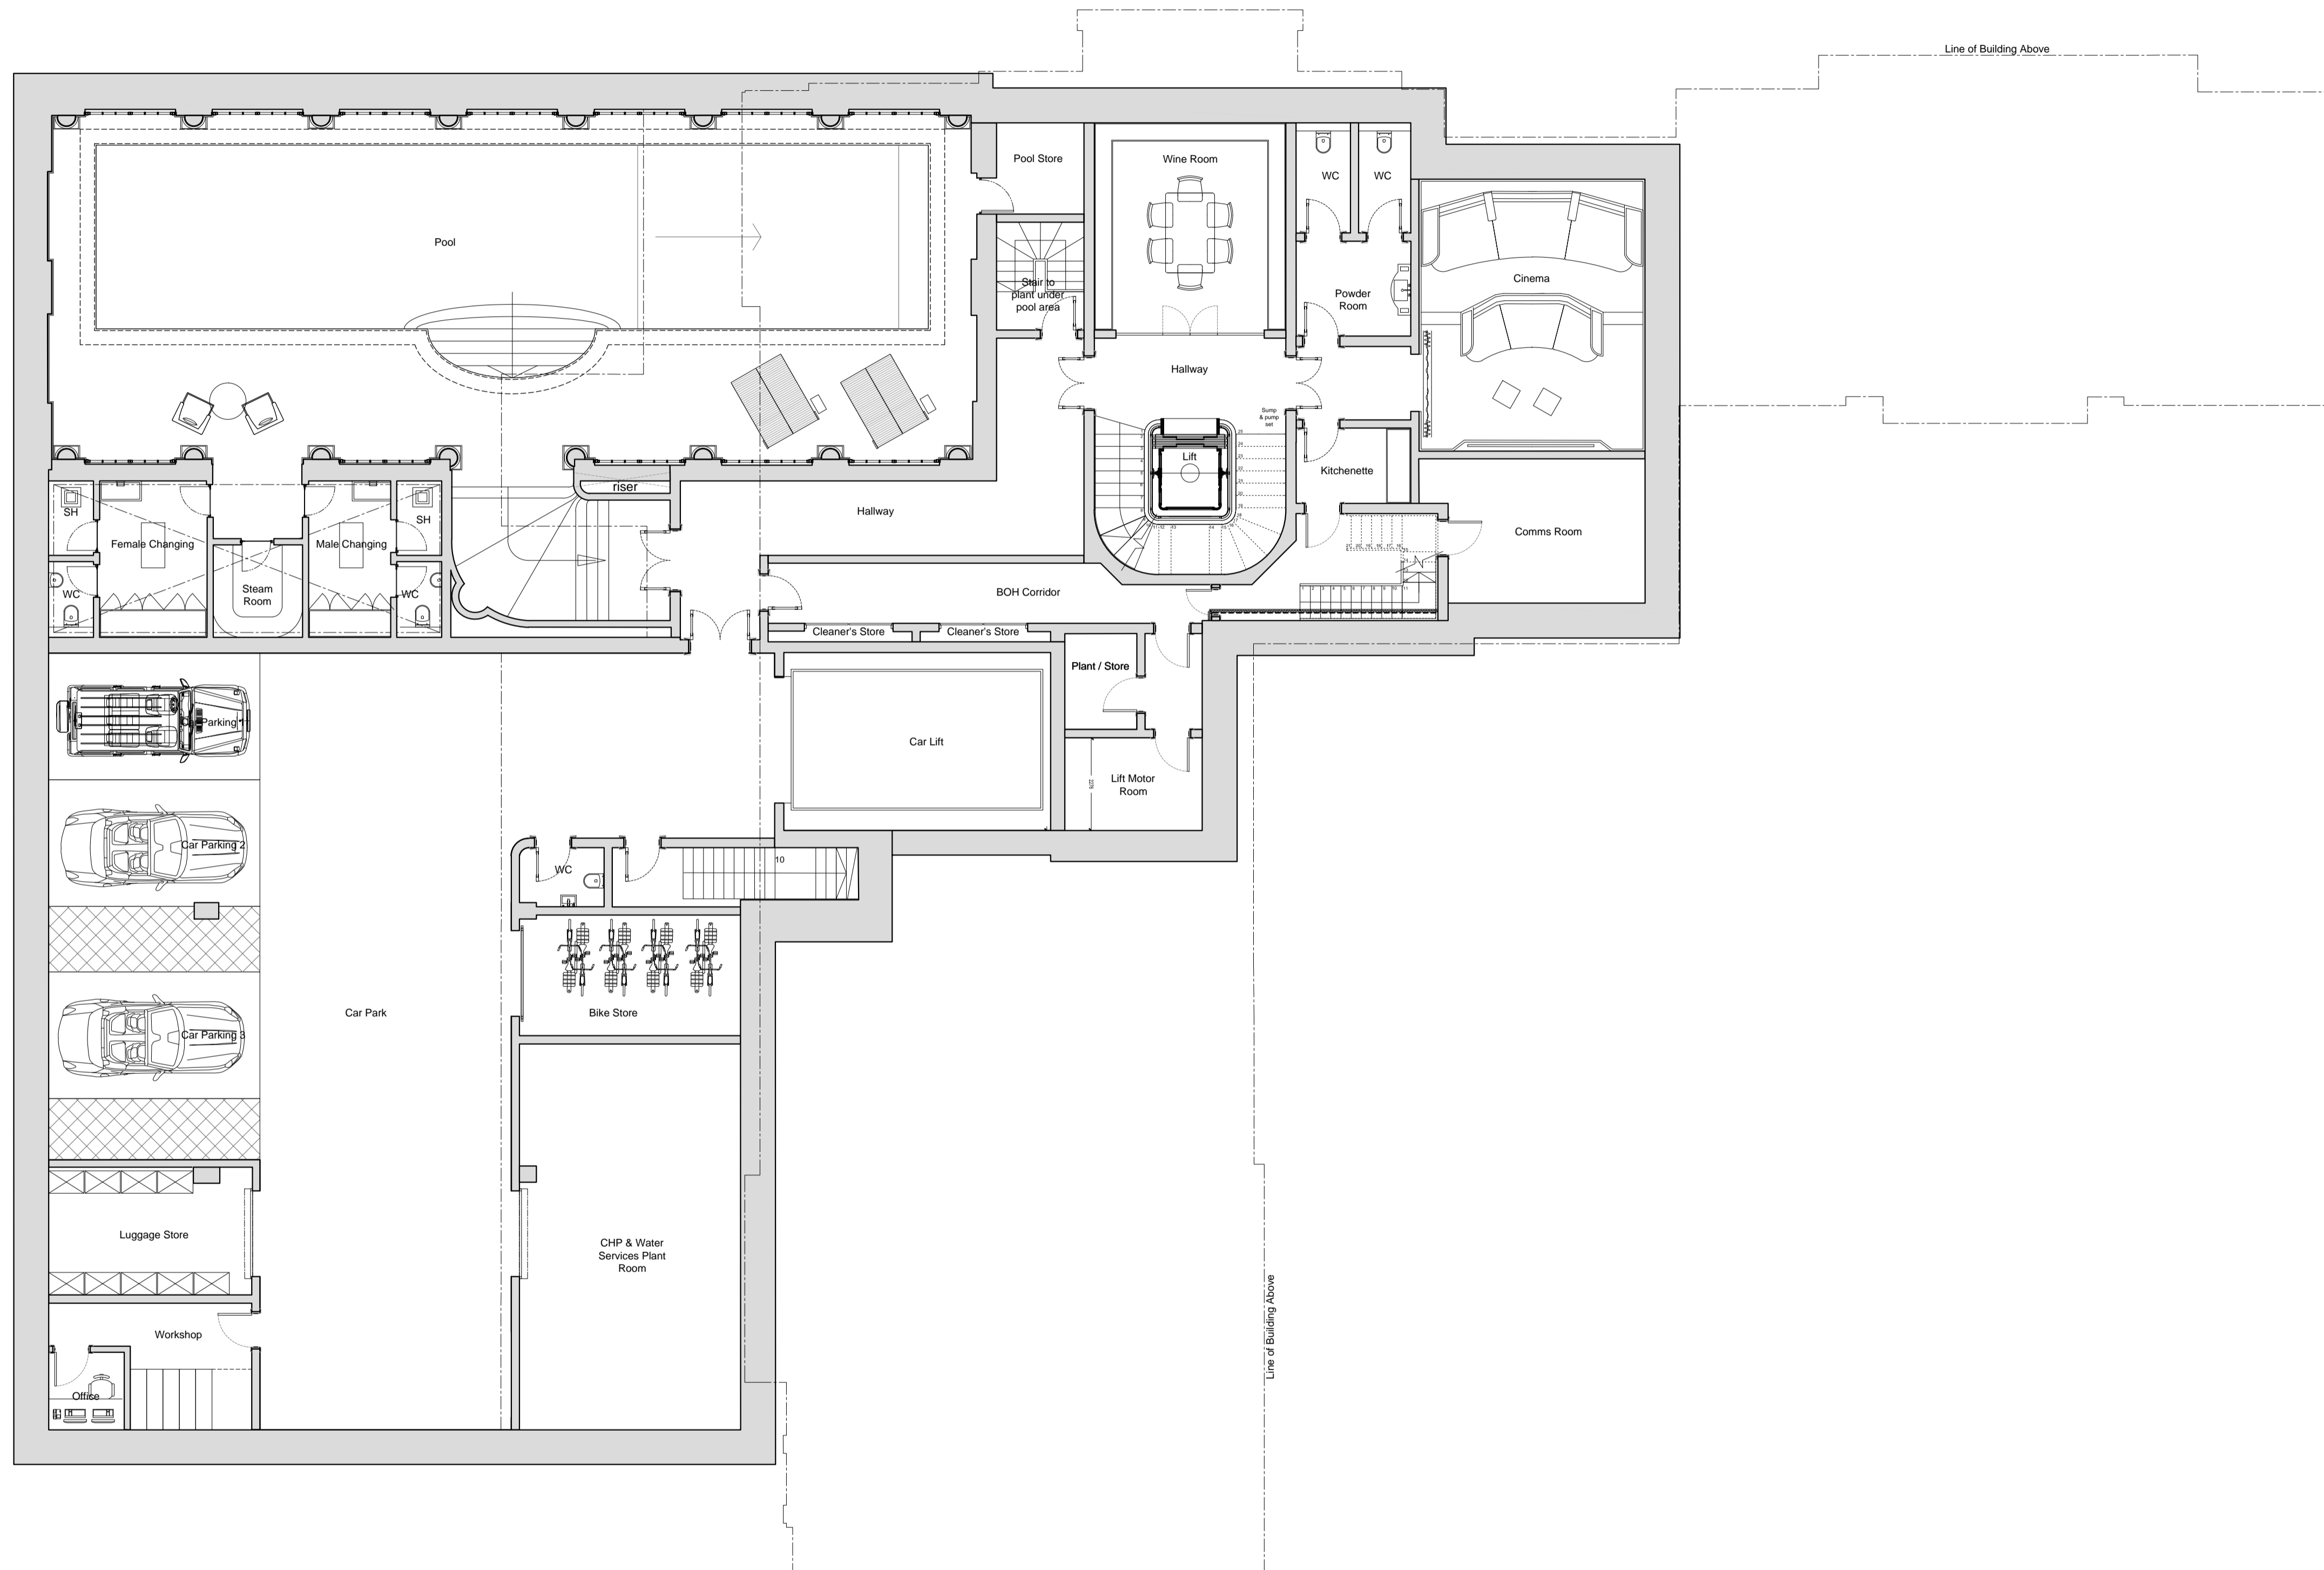 Line of Building Above
Pool Store
Wine Room
WC
WC
Pool
Cinema
Stair to
plant under
pool area
Powder
Room
Hallway
Sump
& pump
set
Lift
Kitchenette
riser
Hallway
SH
SH
Female Changing
Male Changing
Comms Room
Steam
Room
WC
WC
BOH Corridor
Cleaner's Store
Cleaner's Store
Plant / Store
Parking 1
Car Lift
Lift Motor
Room
2276
Car Parking 2
10
WC
Car Park
Bike Store
Car Parking 3
Luggage Store
CHP & Water
Services Plant
Room
Workshop
Office
Line of Building Above